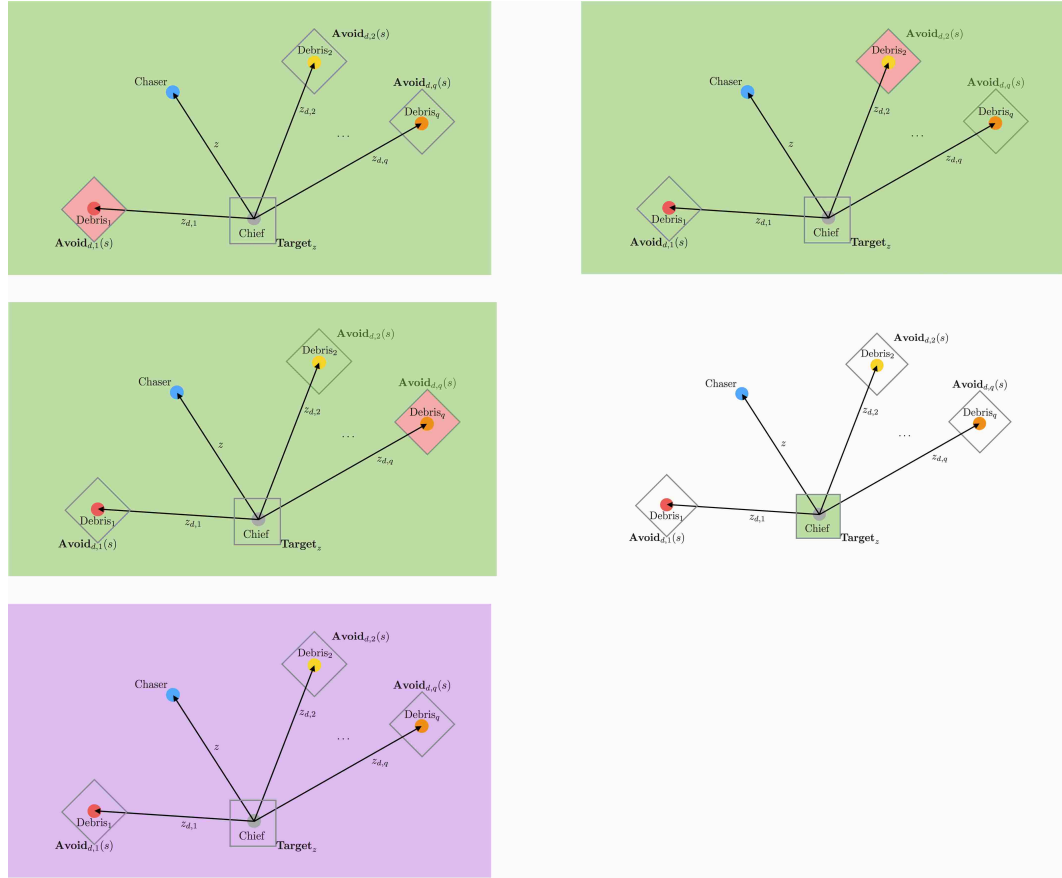 Avoid_{d,2}(s)
Debris_2
Chaser
Avoid_{d,q}(s)
z_{d,2}
Debris_q
...
z
z_{d,q}
Debris_1
z_{d,1}
Chief
Avoid_{d,1}(s)
Target_z
Avoid_{d,2}(s)
Debris_2
Chaser
Avoid_{d,q}(s)
z_{d,2}
Debris_q
...
z
z_{d,q}
Debris_1
z_{d,1}
Chief
Avoid_{d,1}(s)
Target_z
Avoid_{d,2}(s)
Debris_2
Chaser
Avoid_{d,q}(s)
z_{d,2}
Debris_q
...
z
z_{d,q}
Debris_1
z_{d,1}
Chief
Avoid_{d,1}(s)
Target_z
Avoid_{d,2}(s)
Debris_2
Chaser
Avoid_{d,q}(s)
z_{d,2}
Debris_q
...
z
z_{d,q}
Debris_1
z_{d,1}
Chief
Avoid_{d,1}(s)
Target_z
Avoid_{d,2}(s)
Debris_2
Chaser
Avoid_{d,q}(s)
z_{d,2}
Debris_q
...
z
z_{d,q}
Debris_1
z_{d,1}
Chief
Avoid_{d,1}(s)
Target_z